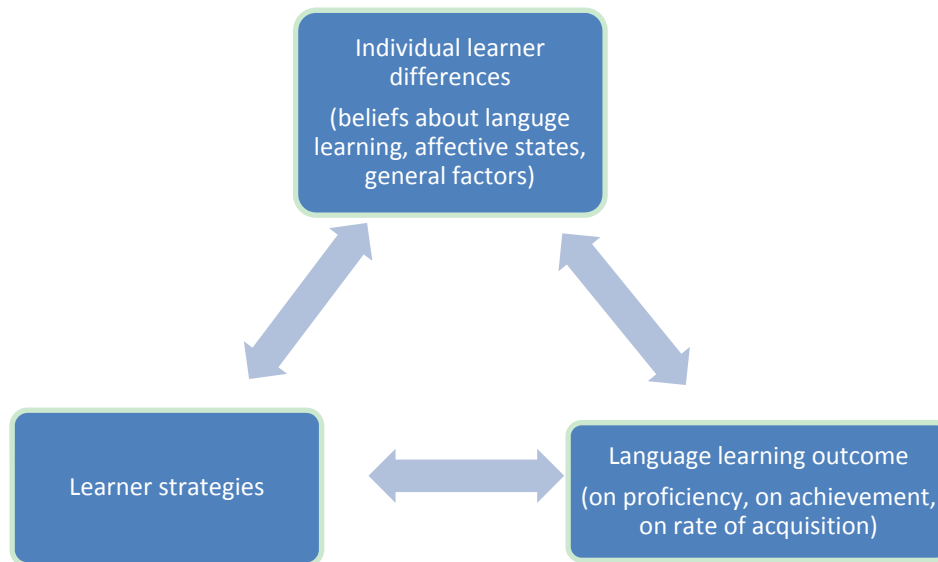 Individual learner
differences
(beliefs about languge
learning, affective states,
general factors)
Learner strategies
Language learning outcome
(on proficiency, on achievement,
on rate of acquisition)